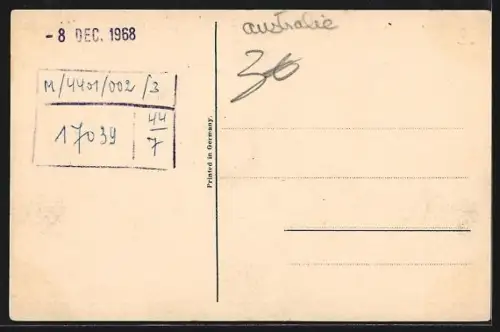 - 8 DEC. 1968
australie
36
M/4401/002/3
17039
44
7
Printed in Germany.